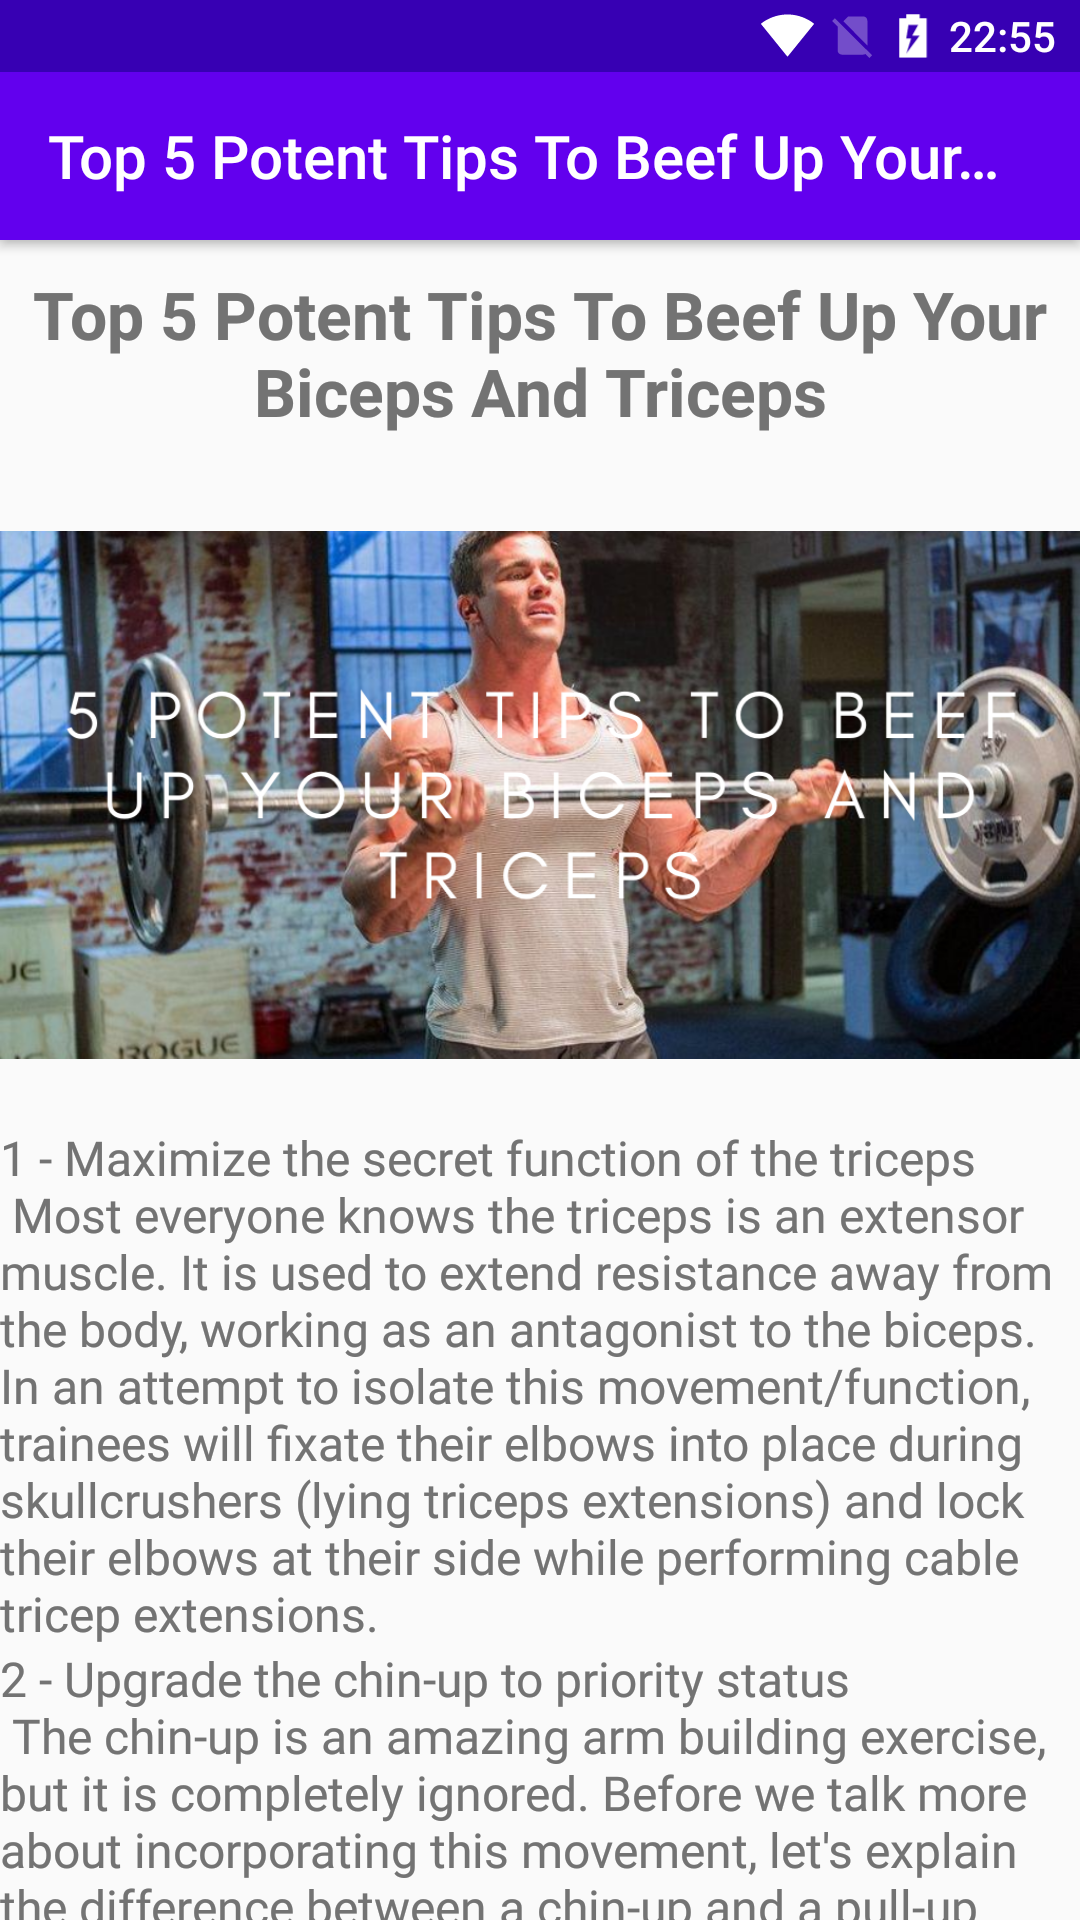 22:55
Top 5 Potent Tips To Beef Up Your...
Top 5 Potent Tips To Beef Up Your
Biceps And Triceps
5 POTENT TIPS TO BEEF
UP YOUR BICEPS AND
TRICEPS
ROGUE
1 - Maximize the secret function of the triceps
Most everyone knows the triceps is an extensor
muscle. It is used to extend resistance away from
the body, working as an antagonist to the biceps.
In an attempt to isolate this movement/function,
trainees will fixate their elbows into place during
skullcrushers (lying triceps extensions) and lock
their elbows at their side while performing cable
tricep extensions.
2 - Upgrade the chin-up to priority status
The chin-up is an amazing arm building exercise,
but it is completely ignored. Before we talk more
about incorporating this movement, let's explain
the difference between a chin-up and a pull-up